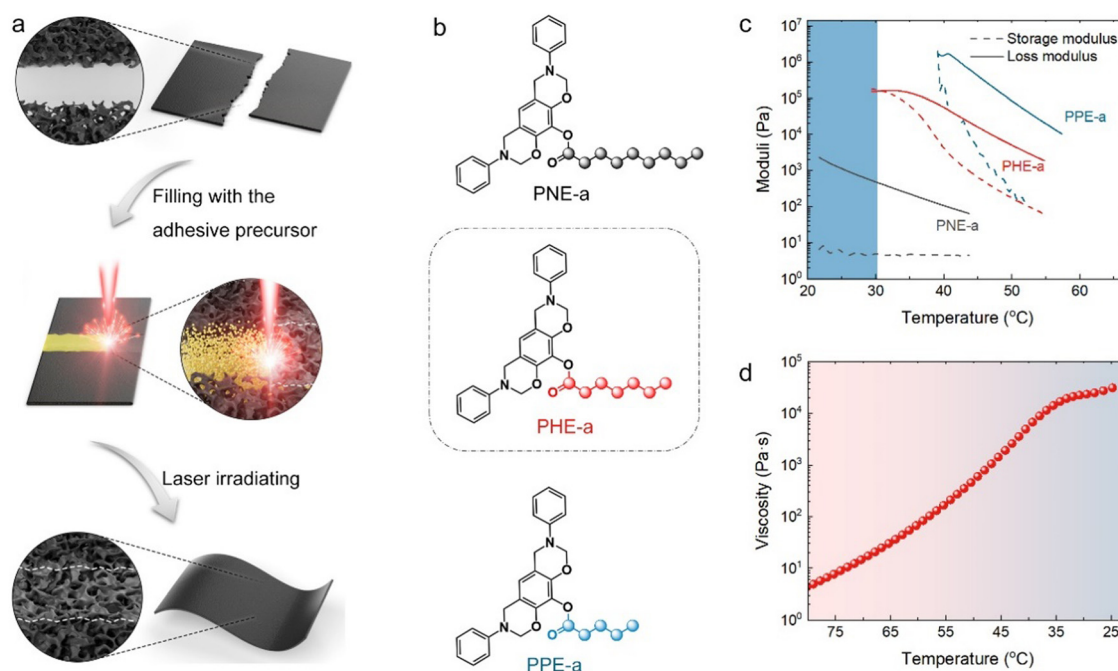 a
Filling with the
adhesive precursor
Laser irradiating
b
N
O
O
O
N
O
PNE-a
N
O
O
O
N
O
PHE-a
N
O
O
O
N
O
PPE-a
c
10⁷
10⁶
10⁵
10⁴
10³
10²
10¹
10⁰
Moduli (Pa)
Storage modulus
Loss modulus
PPE-a
PHE-a
PNE-a
20 30 40 50 60
Temperature (°C)
d
10⁵
10⁴
10³
10²
10¹
10⁰
Viscosity (Pa·s)
75 65 55 45 35 25
Temperature (°C)